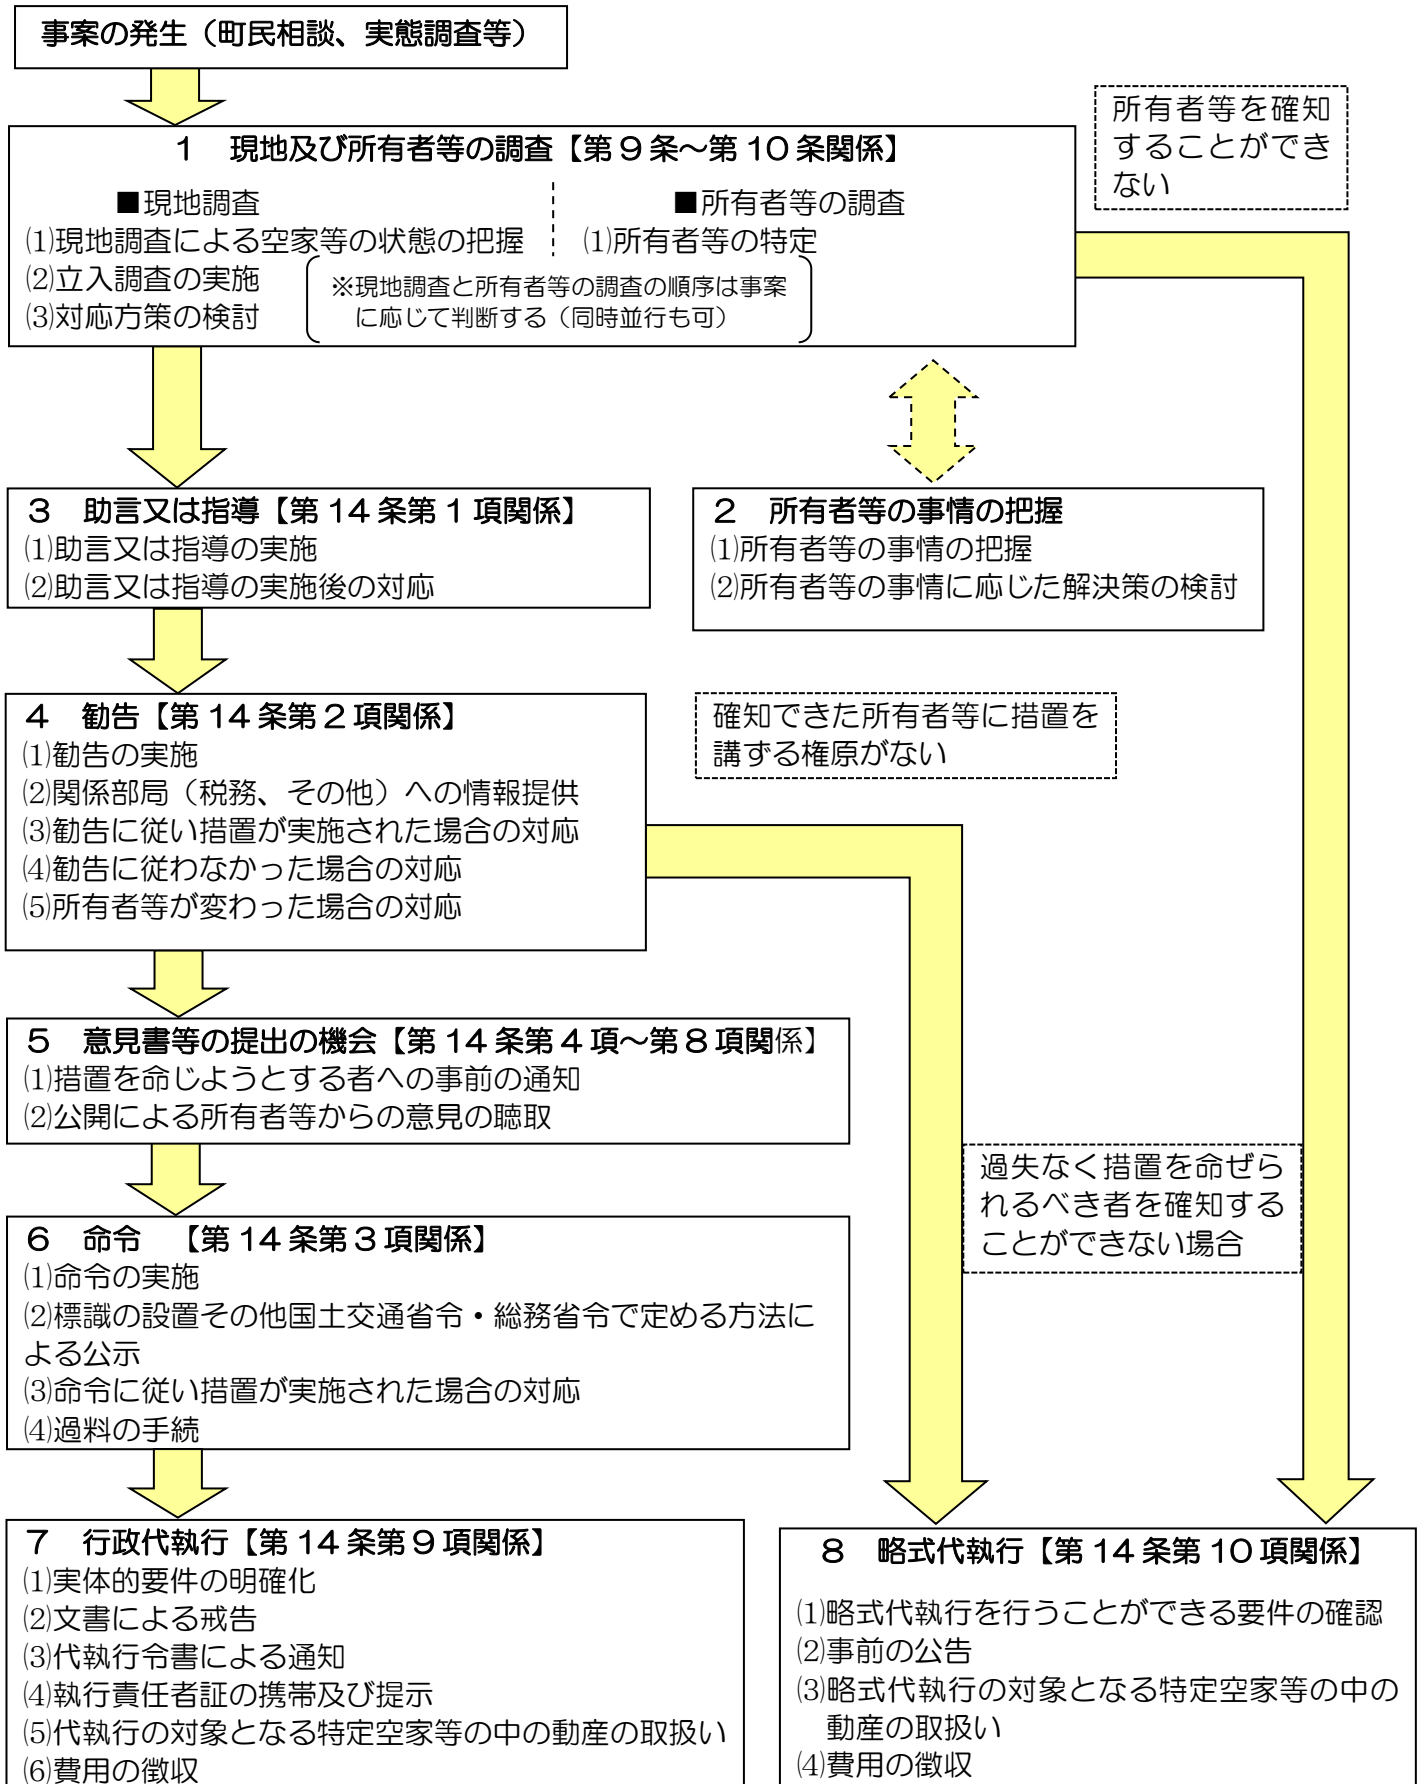 事案の発生（町民相談、実態調査等）
所有者等を確知
することができ
ない
１　現地及び所有者等の調査【第９条～第１０条関係】
■現地調査
⑴現地調査による空家等の状態の把握
⑵立入調査の実施
⑶対応方策の検討
■所有者等の調査
⑴所有者等の特定
※現地調査と所有者等の調査の順序は事案
に応じて判断する（同時並行も可）
３　助言又は指導【第１４条第１項関係】
⑴助言又は指導の実施
⑵助言又は指導の実施後の対応
２　所有者等の事情の把握
⑴所有者等の事情の把握
⑵所有者等の事情に応じた解決策の検討
４　勧告【第１４条第２項関係】
⑴勧告の実施
⑵関係部局（税務、その他）への情報提供
⑶勧告に従い措置が実施された場合の対応
⑷勧告に従わなかった場合の対応
⑸所有者等が変わった場合の対応
確知できた所有者等に措置を
講ずる権原がない
５　意見書等の提出の機会【第１４条第４項～第８項関係】
⑴措置を命じようとする者への事前の通知
⑵公開による所有者等からの意見の聴取
過失なく措置を命ぜら
れるべき者を確知する
ことができない場合
６　命令　【第１４条第３項関係】
⑴命令の実施
⑵標識の設置その他国土交通省令・総務省令で定める方法に
よる公示
⑶命令に従い措置が実施された場合の対応
⑷過料の手続
７　行政代執行【第１４条第９項関係】
⑴実体的要件の明確化
⑵文書による戒告
⑶代執行令書による通知
⑷執行責任者証の携帯及び提示
⑸代執行の対象となる特定空家等の中の動産の取扱い
⑹費用の徴収
８　略式代執行【第１４条第１０項関係】
⑴略式代執行を行うことができる要件の確認
⑵事前の公告
⑶略式代執行の対象となる特定空家等の中の
動産の取扱い
⑷費用の徴収